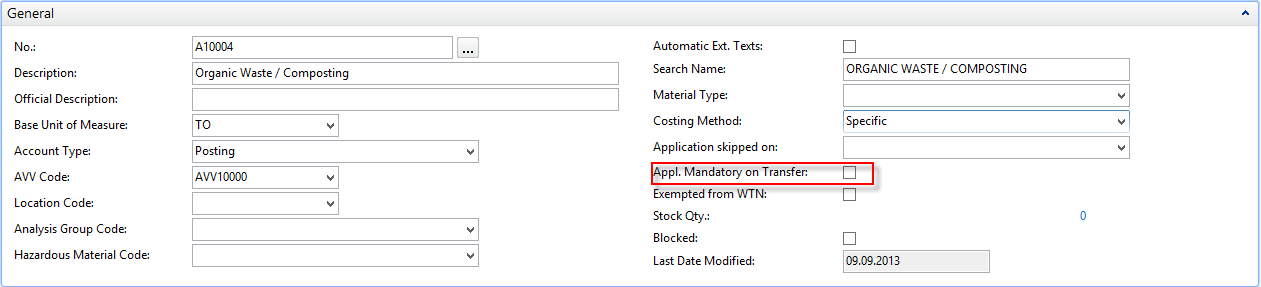 General
No.: A10004 ...
Description: Organic Waste / Composting
Official Description:
Base Unit of Measure: TO
Account Type: Posting
AVV Code: AVV10000
Location Code:
Analysis Group Code:
Hazardous Material Code:
Automatic Ext. Texts:
Search Name: ORGANIC WASTE / COMPOSTING
Material Type:
Costing Method: Specific
Application skipped on:
Appl. Mandatory on Transfer:
Exempted from WTN:
Stock Qty.: 0
Blocked:
Last Date Modified: 09.09.2013